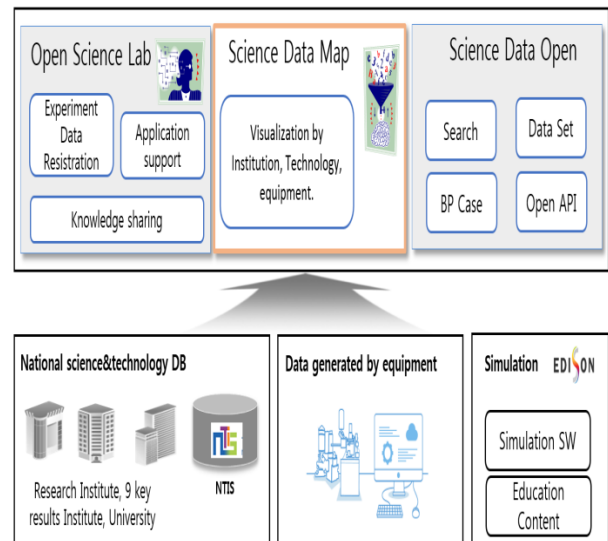 Open Science Lab
Experiment
Data
Resistration
Application
support
Knowledge sharing
Science Data Map
Visualization by
Institution, Technology,
equipment.
Science Data Open
Search
Data Set
BP Case
Open API
National science&technology DB
NTIS
NTIS
Research Institute, 9 key
results Institute, University
Data generated by equipment
Simulation
EDISON
Simulation SW
Education
Content